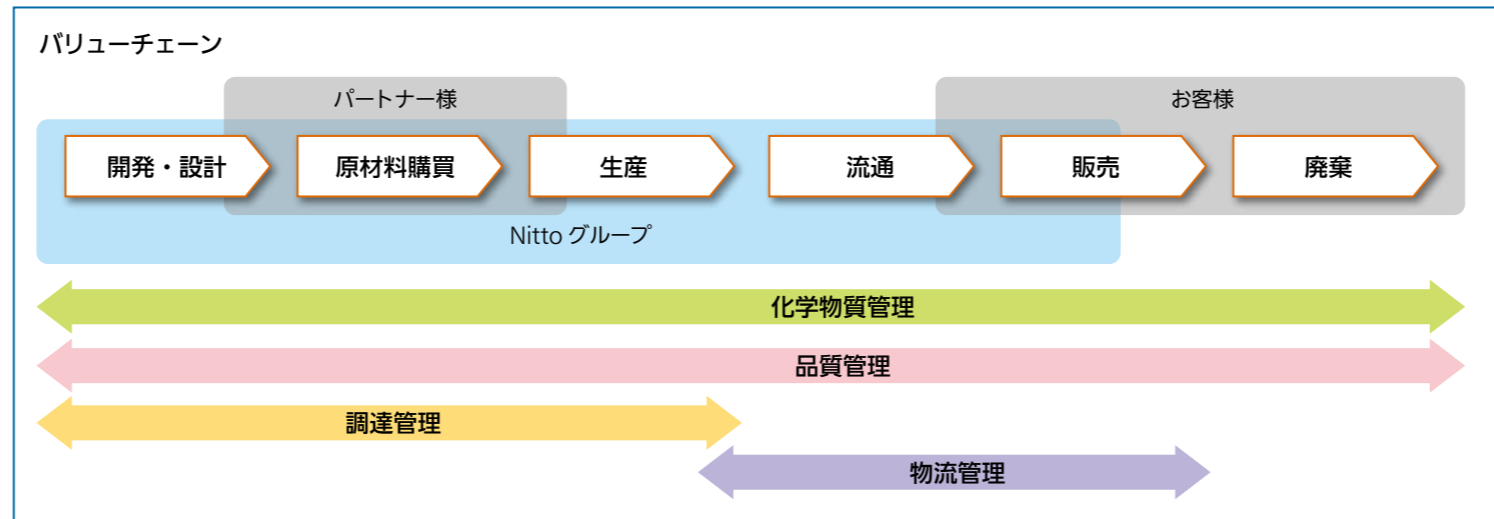 バリューチェーン
パートナー様
お客様
開発・設計
原材料購買
生産
流通
販売
廃棄
Nitto グループ
化学物質管理
品質管理
調達管理
物流管理